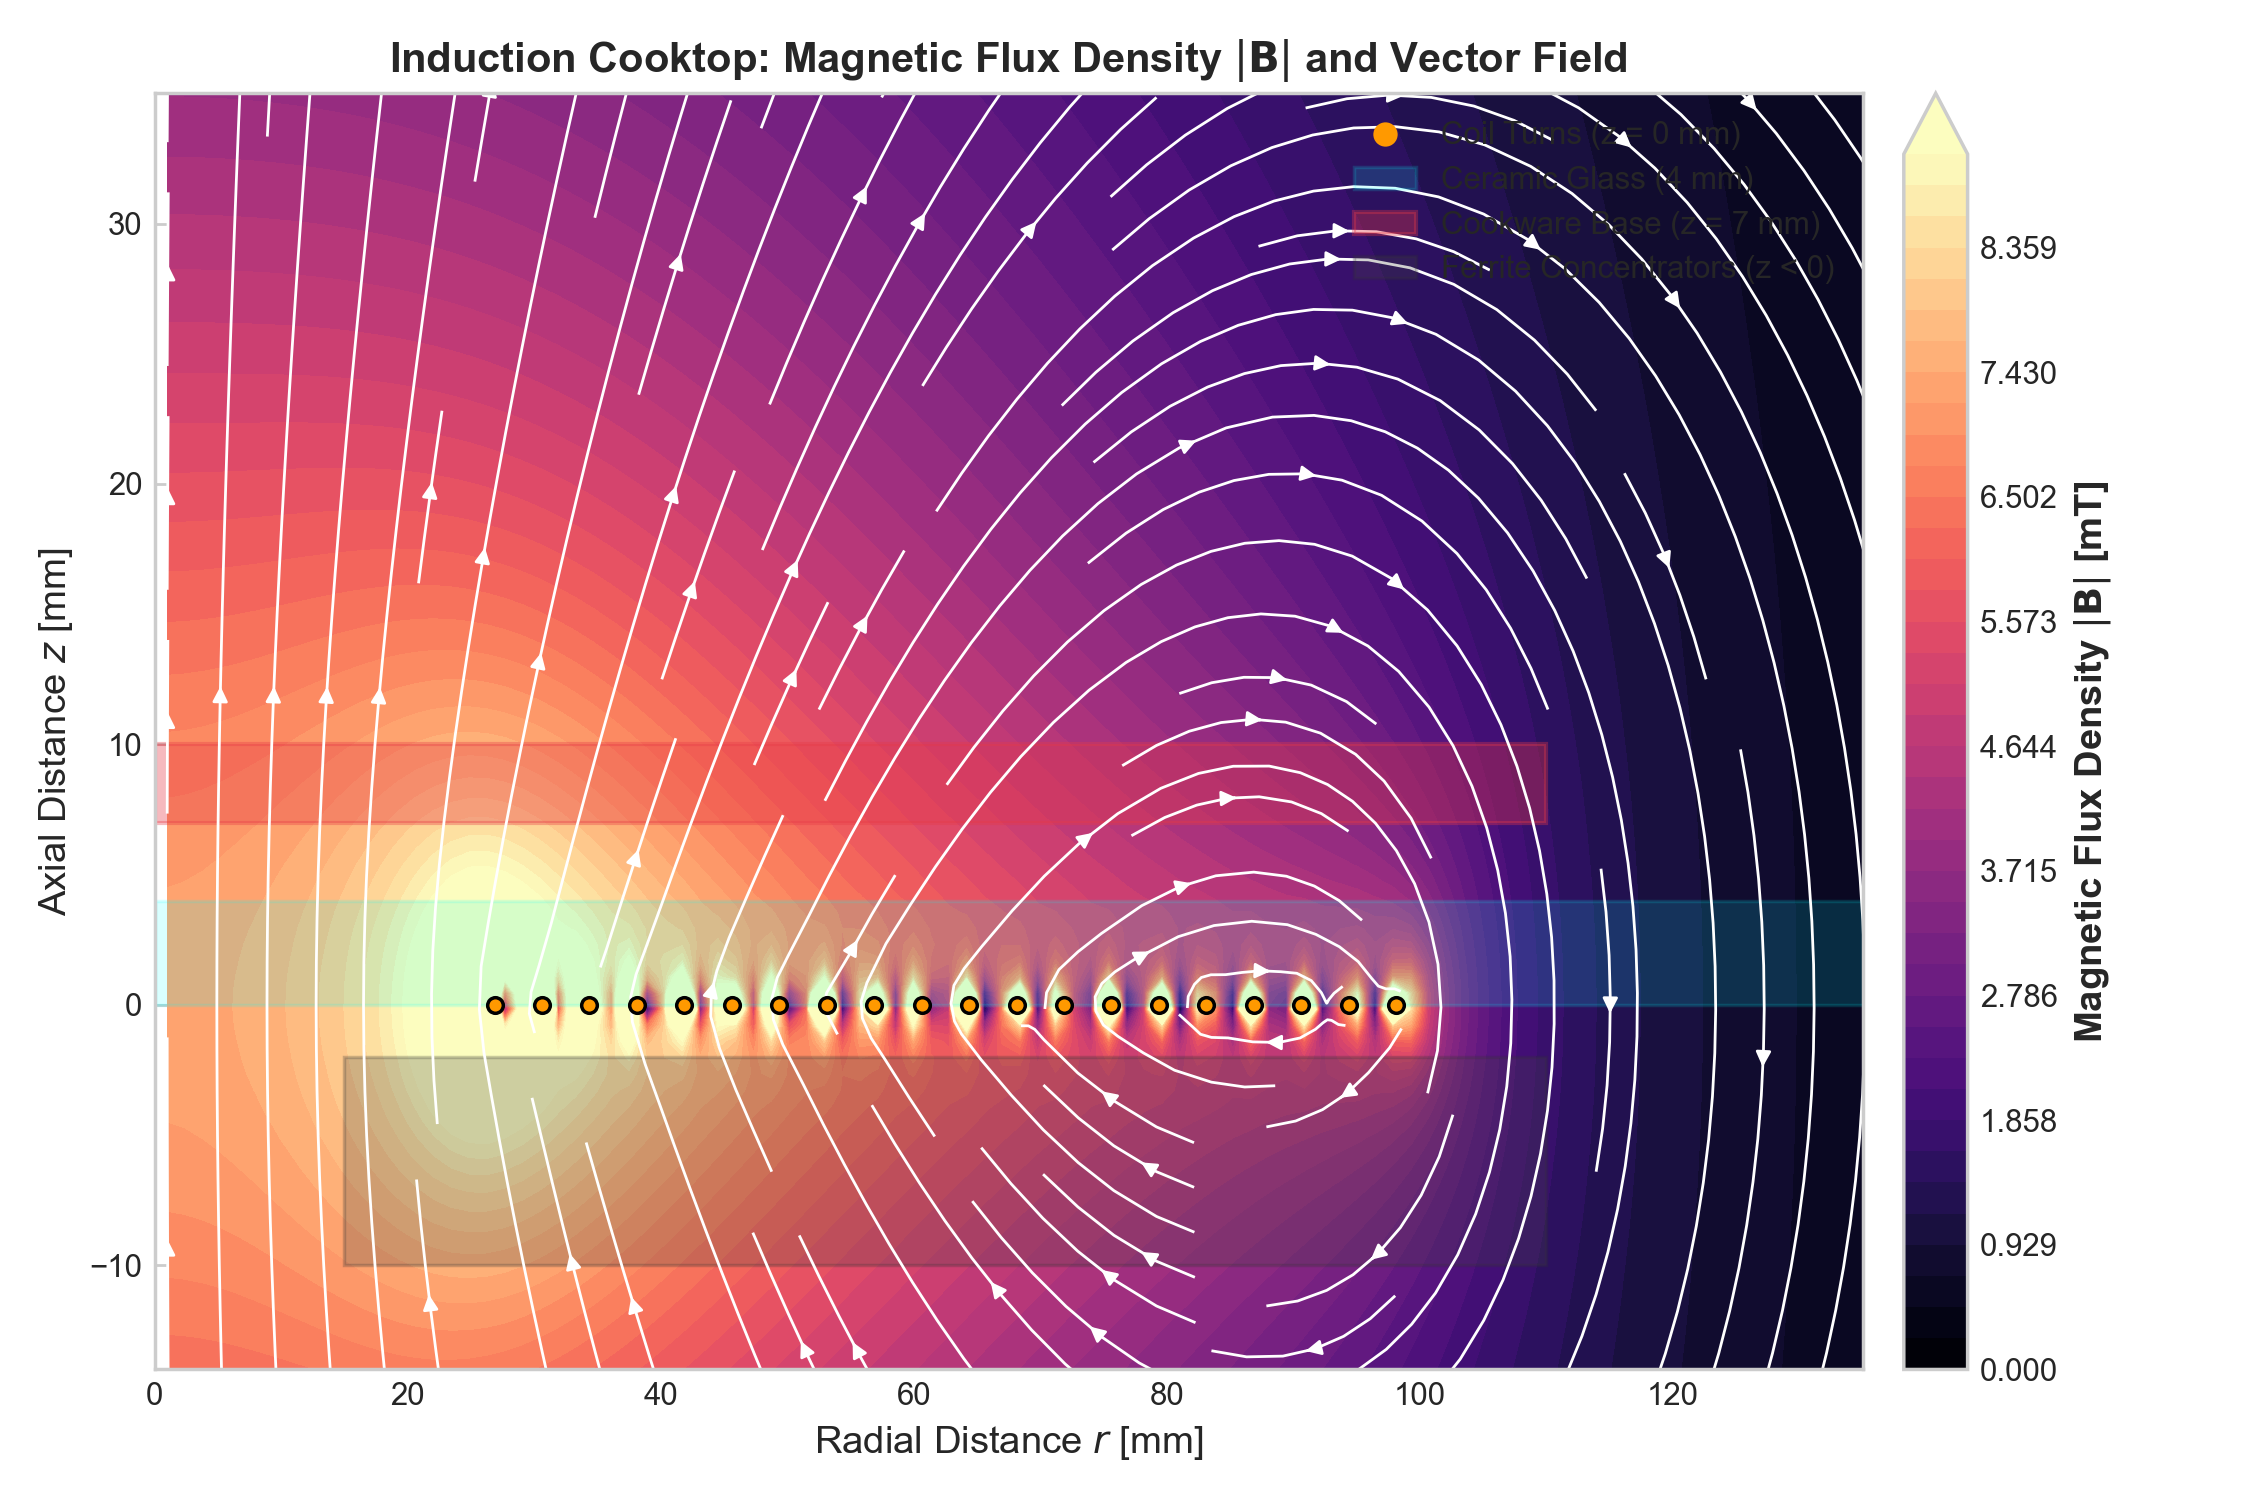 Induction Cooktop: Magnetic Flux Density |B| and Vector Field
Coil Turns (z = 0 mm)
Ceramic Glass (4 mm)
Cookware Base (z = 7 mm)
Ferrite Concentrators (z < 0)
30
20
10
0
−10
Axial Distance z [mm]
0 20 40 60 80 100 120
Radial Distance r [mm]
8.359
7.430
6.502
5.573
4.644
3.715
2.786
1.858
0.929
0.000
Magnetic Flux Density |B| [mT]